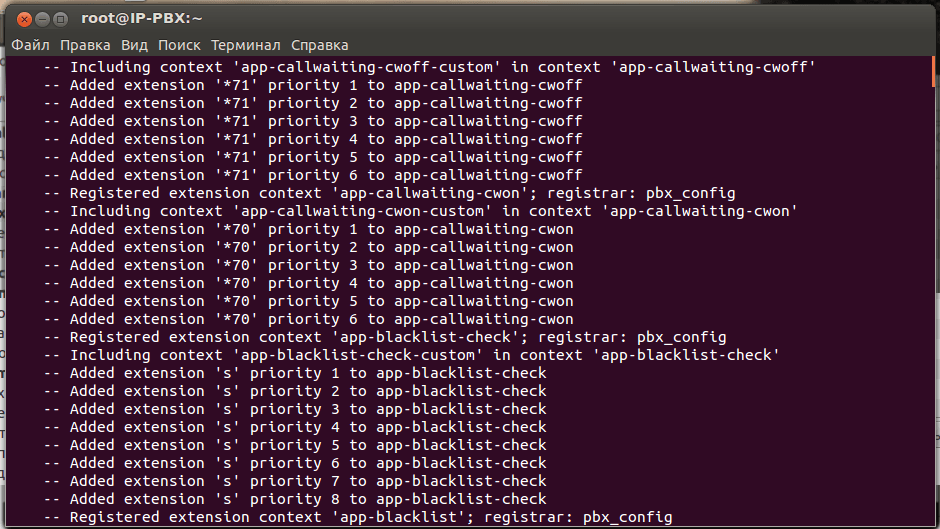 root@IP-PBX:~
Файл Правка Вид Поиск Терминал Справка
-- Including context 'app-callwaiting-cwoff-custom' in context 'app-callwaiting-cwoff'
-- Added extension '*71' priority 1 to app-callwaiting-cwoff
-- Added extension '*71' priority 2 to app-callwaiting-cwoff
-- Added extension '*71' priority 3 to app-callwaiting-cwoff
-- Added extension '*71' priority 4 to app-callwaiting-cwoff
-- Added extension '*71' priority 5 to app-callwaiting-cwoff
-- Added extension '*71' priority 6 to app-callwaiting-cwoff
-- Registered extension context 'app-callwaiting-cwon'; registrar: pbx_config
-- Including context 'app-callwaiting-cwon-custom' in context 'app-callwaiting-cwon'
-- Added extension '*70' priority 1 to app-callwaiting-cwon
-- Added extension '*70' priority 2 to app-callwaiting-cwon
-- Added extension '*70' priority 3 to app-callwaiting-cwon
-- Added extension '*70' priority 4 to app-callwaiting-cwon
-- Added extension '*70' priority 5 to app-callwaiting-cwon
-- Added extension '*70' priority 6 to app-callwaiting-cwon
-- Registered extension context 'app-blacklist-check'; registrar: pbx_config
-- Including context 'app-blacklist-check-custom' in context 'app-blacklist-check'
-- Added extension 's' priority 1 to app-blacklist-check
-- Added extension 's' priority 2 to app-blacklist-check
-- Added extension 's' priority 3 to app-blacklist-check
-- Added extension 's' priority 4 to app-blacklist-check
-- Added extension 's' priority 5 to app-blacklist-check
-- Added extension 's' priority 6 to app-blacklist-check
-- Added extension 's' priority 7 to app-blacklist-check
-- Added extension 's' priority 8 to app-blacklist-check
-- Registered extension context 'app-blacklist'; registrar: pbx_config